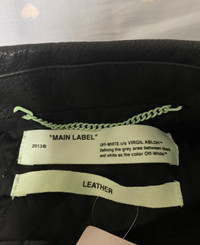 "MAIN LABEL"
2013/® OFF-WHITE c/o VIRGIL ABLOH™
Defining the grey area between black
and white as the color Off-White™
LEATHER